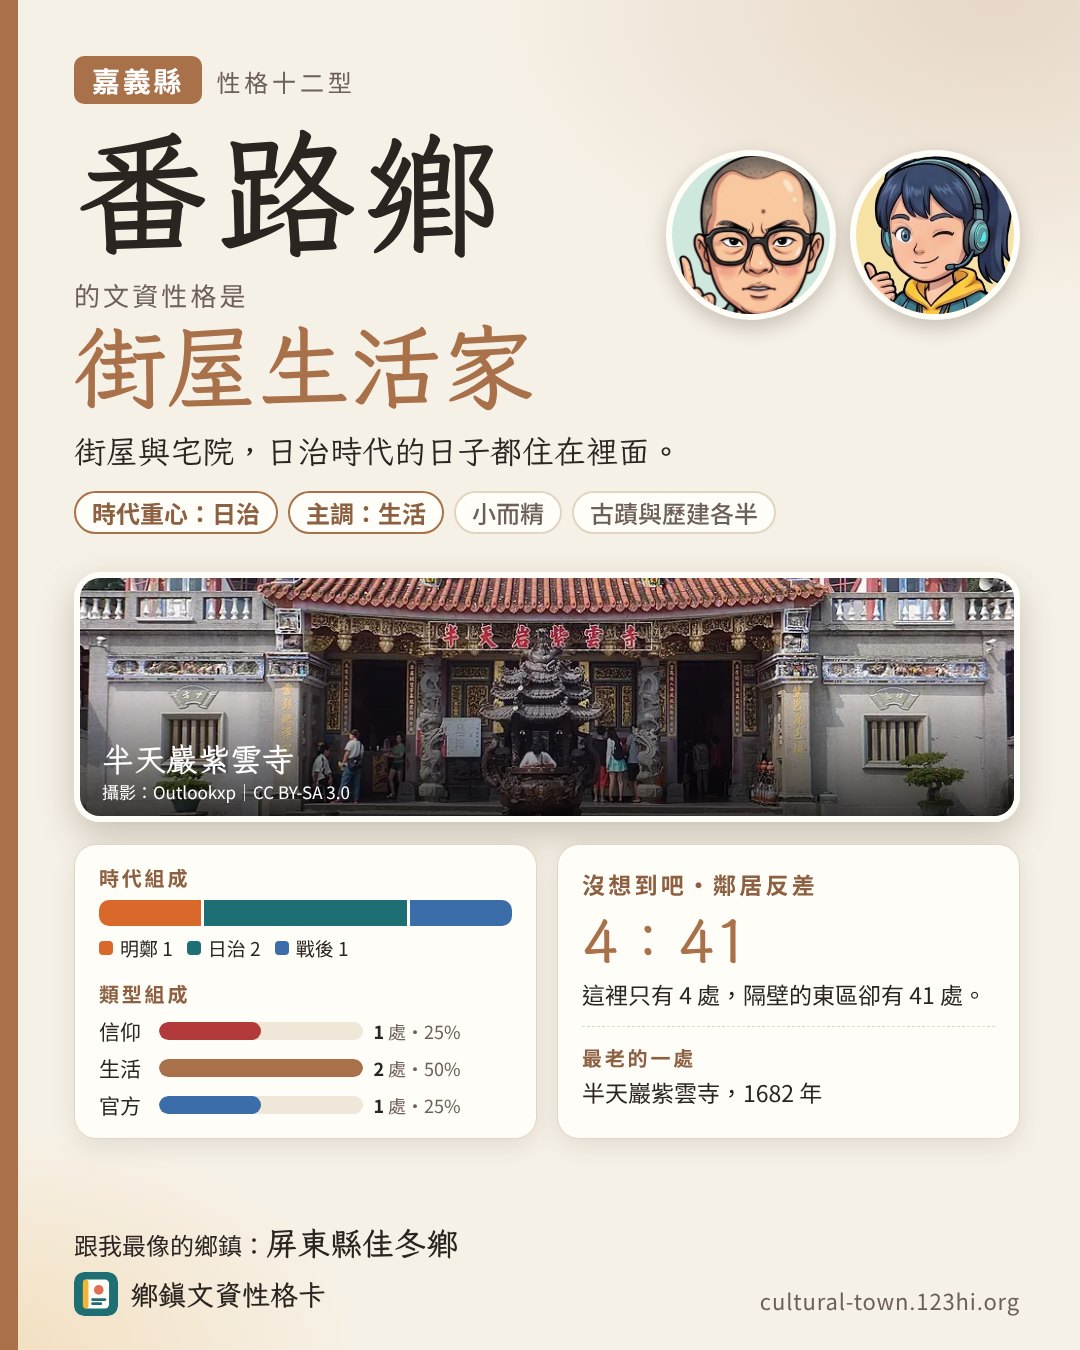 嘉義縣 性格十二型
番路鄉
的文資性格是
街屋生活家
街屋與宅院，日治時代的日子都住在裡面。
時代重心：日治 主調：生活 小而精 古蹟與歷建各半
半天岩紫雲寺
半天巖紫雲寺
攝影：Outlookxp｜CC BY-SA 3.0
時代組成
明鄭 1 日治 2 戰後 1
類型組成
信仰 1 處・25%
生活 2 處・50%
官方 1 處・25%
沒想到吧・鄰居反差
4：41
這裡只有 4 處，隔壁的東區卻有 41 處。
最老的一處
半天巖紫雲寺，1682 年
跟我最像的鄉鎮：屏東縣佳冬鄉
鄉鎮文資性格卡
cultural-town.123hi.org